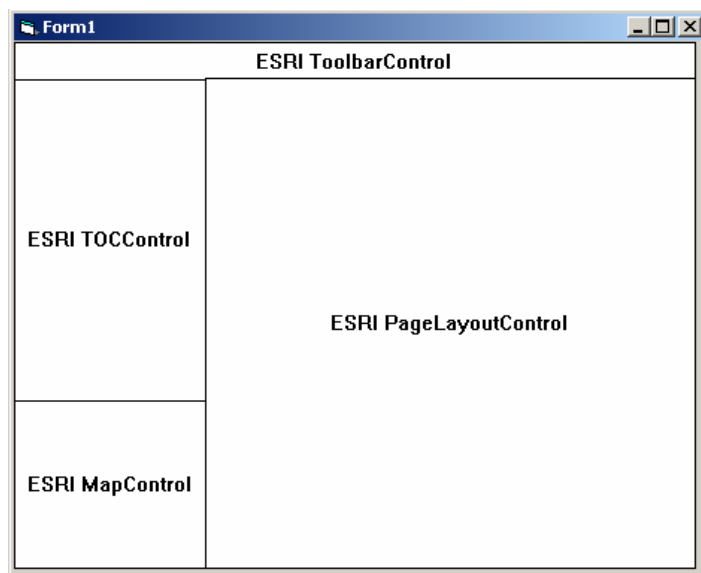 Form1
ESRI ToolbarControl
ESRI TOCControl
ESRI PageLayoutControl
ESRI MapControl